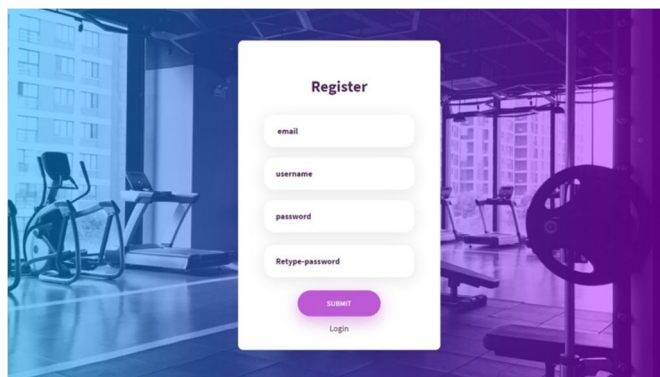 Register
email
username
password
Retype-password
SUBMIT
Login